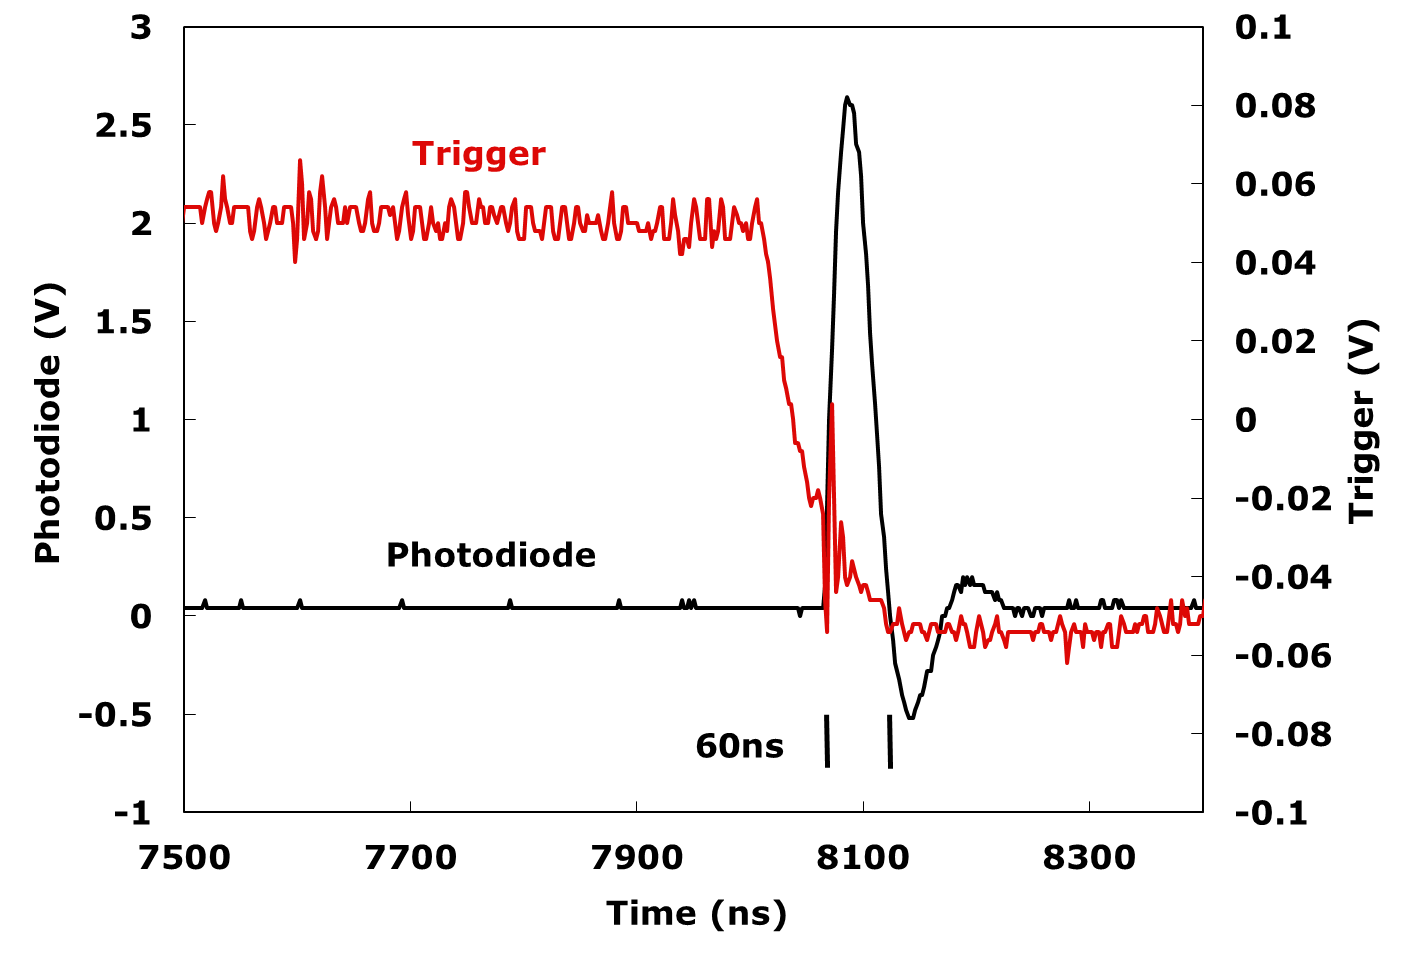 3
2.5
2
1.5
1
0.5
0
-0.5
-1
Photodiode (V)
0.1
0.08
0.06
0.04
0.02
0
-0.02
-0.04
-0.06
-0.08
-0.1
Trigger (V)
Trigger
Photodiode
60ns
7500 7700 7900 8100 8300
Time (ns)